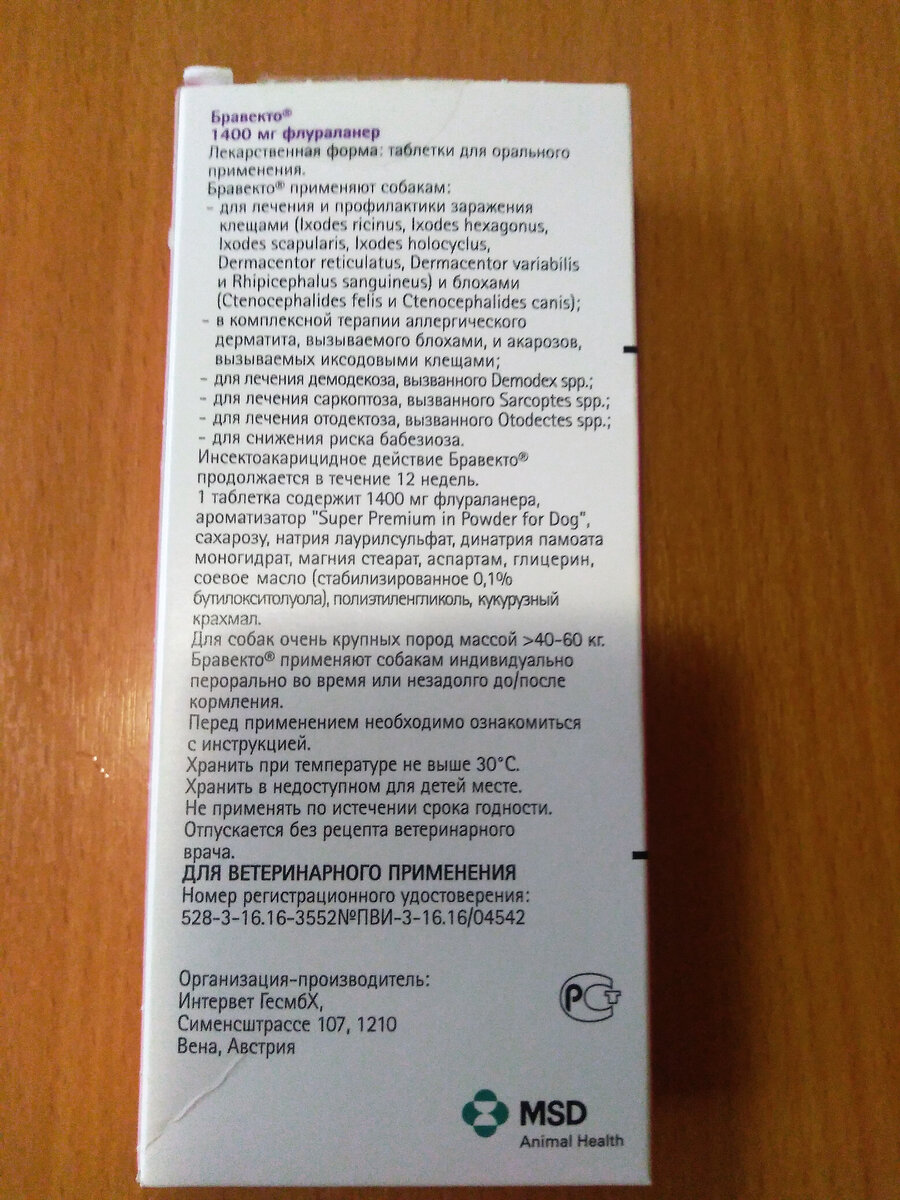 Бравекто®
1400 мг флураланер
Лекарственная форма: таблетки для орального
применения.
Бравекто® применяют собакам:
- для лечения и профилактики заражения
клещами (Ixodes ricinus, Ixodes hexagonus,
Ixodes scapularis, Ixodes holocyclus,
Dermacentor reticulatus, Dermacentor variabilis
и Rhipicephalus sanguineus) и блохами
(Ctenocephalides felis и Ctenocephalides canis);
- в комплексной терапии аллергического
дерматита, вызываемого блохами, и акарозов,
вызываемых иксодовыми клещами;
- для лечения демодекоза, вызванного Demodex spp.;
- для лечения саркоптоза, вызванного Sarcoptes spp.;
- для лечения отодектоза, вызванного Otodectes spp.;
- для снижения риска бабезиоза.
Инсектоакарицидное действие Бравекто®
продолжается в течение 12 недель.
1 таблетка содержит 1400 мг флураланера,
ароматизатор "Super Premium in Powder for Dog",
сахарозу, натрия лаурилсульфат, динатрия памоата
моногидрат, магния стеарат, аспартам, глицерин,
соевое масло (стабилизированное 0,1%
бутилокситолуола), полиэтиленгликоль, кукурузный
крахмал.
Для собак очень крупных пород массой >40-60 кг.
Бравекто® применяют собакам индивидуально
перорально во время или незадолго до/после
кормления.
Перед применением необходимо ознакомиться
с инструкцией.
Хранить при температуре не выше 30°С.
Хранить в недоступном для детей месте.
Не применять по истечении срока годности.
Отпускается без рецепта ветеринарного
врача.
ДЛЯ ВЕТЕРИНАРНОГО ПРИМЕНЕНИЯ
Номер регистрационного удостоверения:
528-3-16.16-3552№ПВИ-3-16.16/04542
Организация-производитель:
Интервет ГесмбХ,
Сименсштрассе 107, 1210
Вена, Австрия
РСТ
MSD
Animal Health